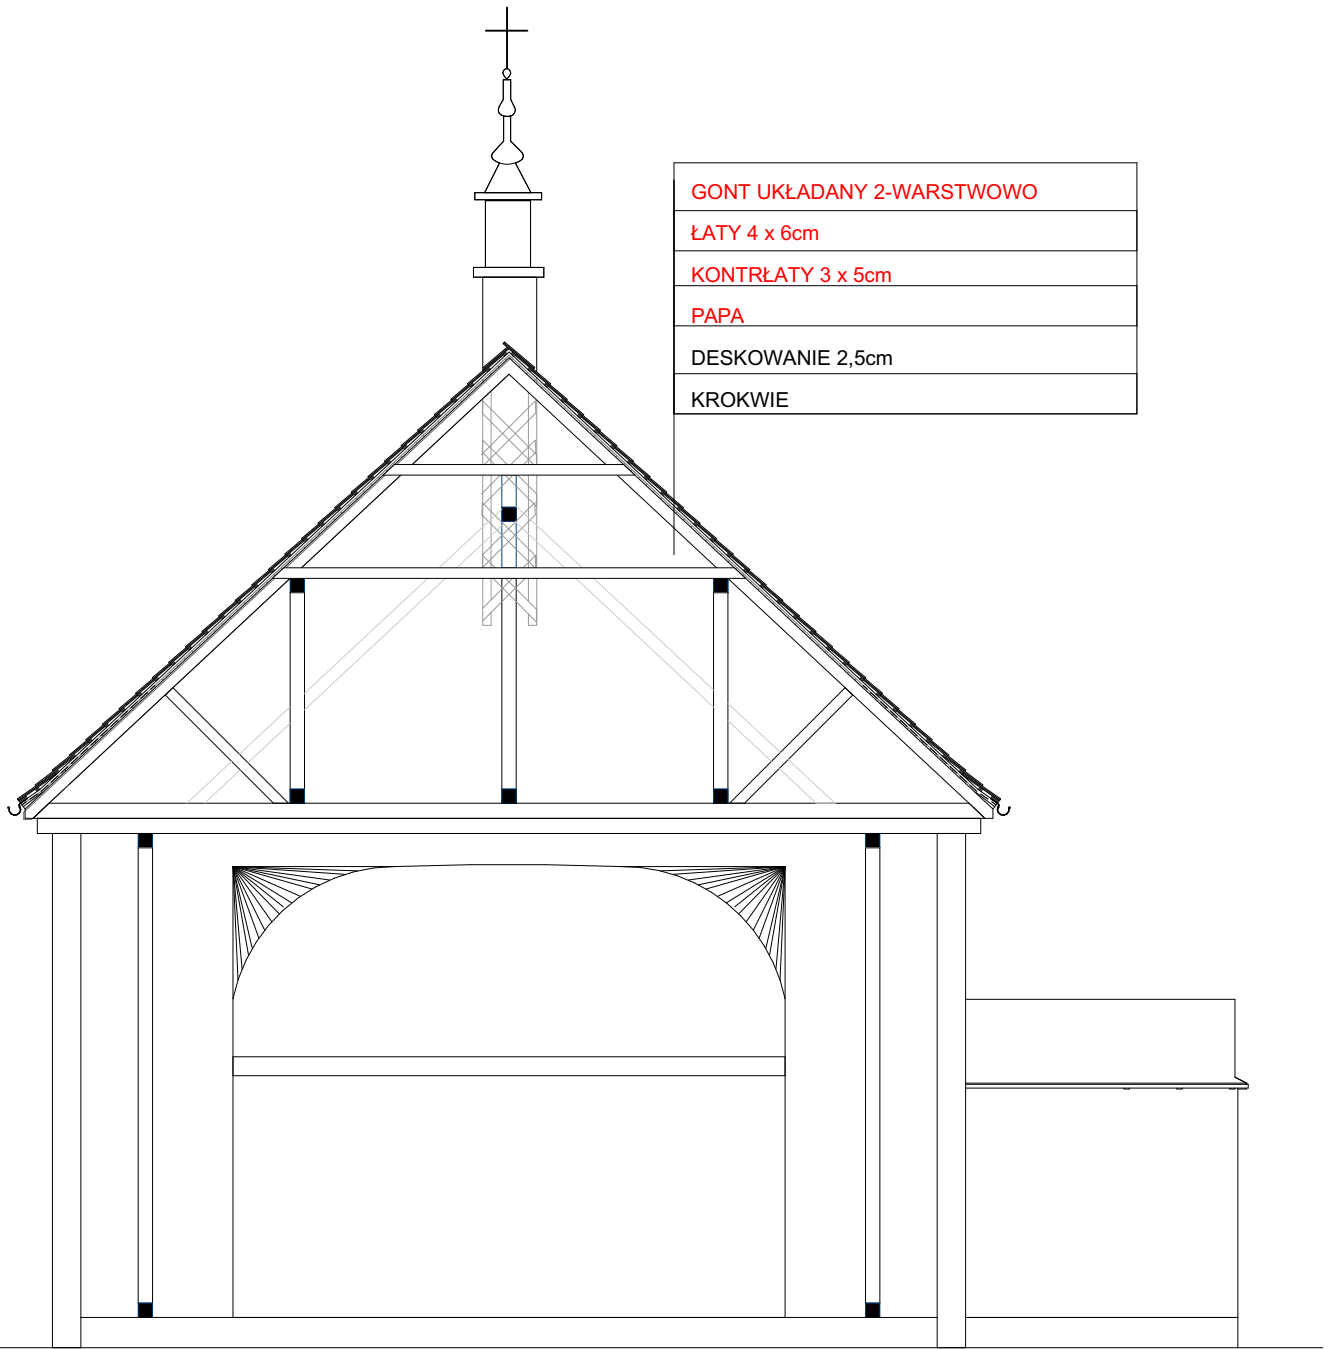 GONT UKŁADANY 2-WARSTWOWO
ŁATY 4 x 6cm
KONTRŁATY 3 x 5cm
PAPA
DESKOWANIE 2,5cm
KROKWIE